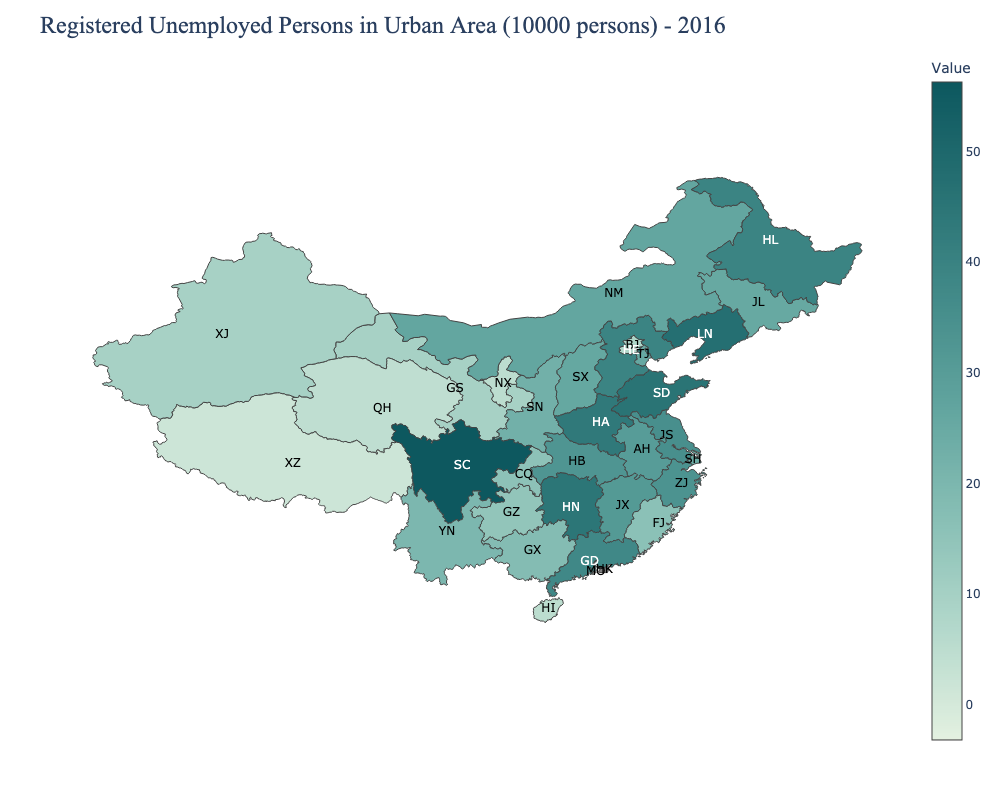 Registered Unemployed Persons in Urban Area (10000 persons) - 2016
Value
50
40
30
20
10
0
HL
NM
JL
XJ
LN
BJ
HE
TJ
SX
NX
GS
SD
SN
QH
HA
JS
AH
SH
XZ
SC
HB
CQ
ZJ
HN
JX
GZ
FJ
YN
GX
GD
HK
MO
HI